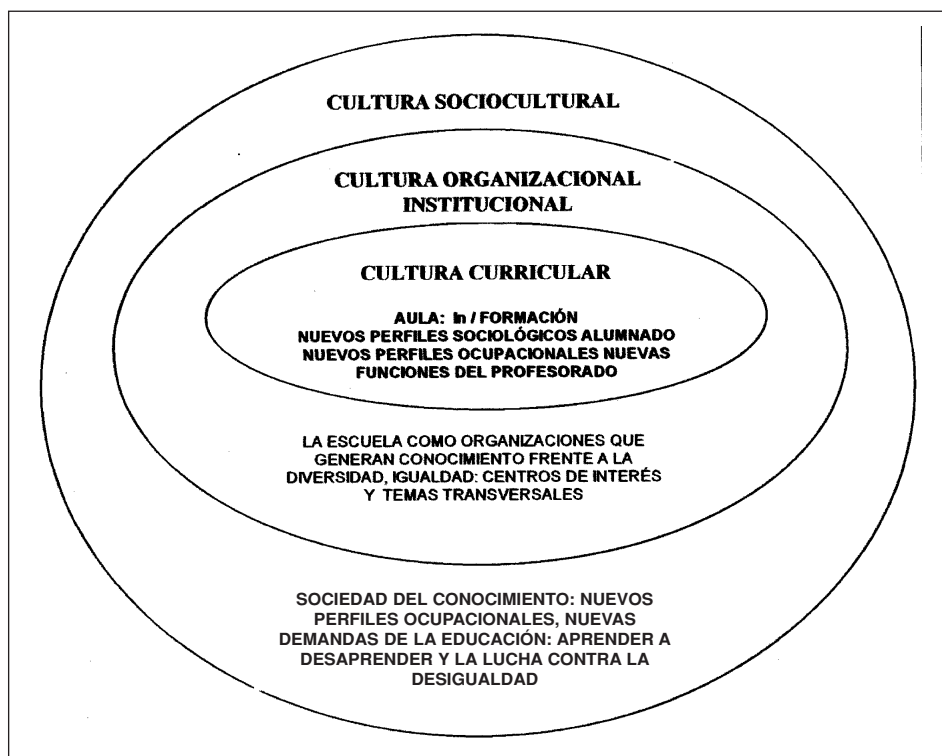 CULTURA SOCIOCULTURAL
CULTURA ORGANIZACIONAL
INSTITUCIONAL
CULTURA CURRICULAR
AULA: In / FORMACIÓN
NUEVOS PERFILES SOCIOLÓGICOS ALUMNADO
NUEVOS PERFILES OCUPACIONALES NUEVAS
FUNCIONES DEL PROFESORADO
LA ESCUELA COMO ORGANIZACIONES QUE
GENERAN CONOCIMIENTO FRENTE A LA
DIVERSIDAD, IGUALDAD: CENTROS DE INTERÉS
Y TEMAS TRANSVERSALES
SOCIEDAD DEL CONOCIMIENTO: NUEVOS
PERFILES OCUPACIONALES, NUEVAS
DEMANDAS DE LA EDUCACIÓN: APRENDER A
DESAPRENDER Y LA LUCHA CONTRA LA
DESIGUALDAD